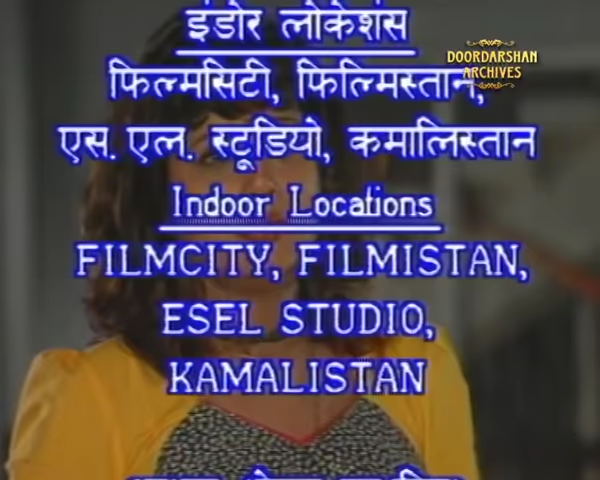 इंडोर लोकेशंस
DOORDARSHAN
ARCHIVES
फिल्मसिटी, फिल्मिस्तान,
एस. एल. स्टूडियो, कमालिस्तान
Indoor Locations
FILMCITY, FILMISTAN,
ESEL STUDIO,
KAMALISTAN